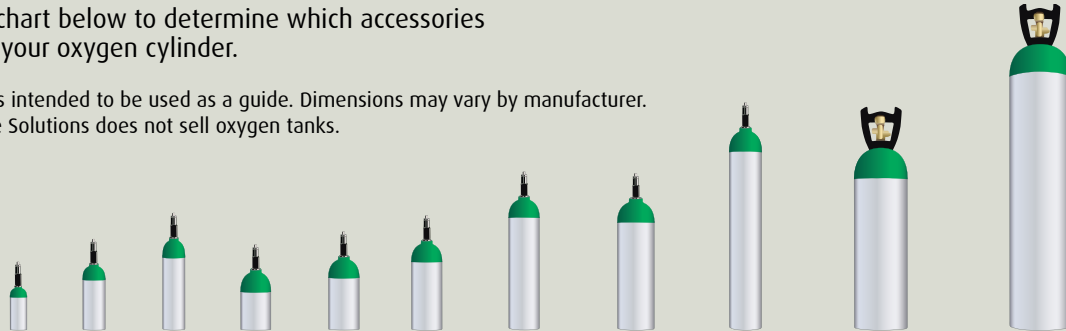 chart below to determine which accessories
your oxygen cylinder.
s intended to be used as a guide. Dimensions may vary by manufacturer.
e Solutions does not sell oxygen tanks.